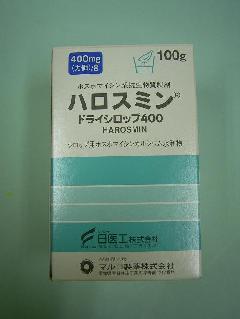 400mg
(力価)/g
100g
ホスホマイシン系抗生物質製剤
ハロスミン®
ドライシロップ400
HAROSMIN
シロップ用ホスホマイシンカルシウム水和物
日医工株式会社
マルコ製薬株式会社